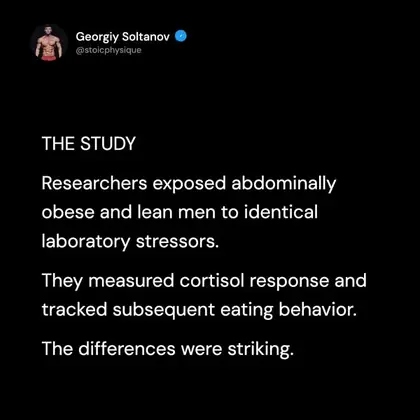 Georgiy Soltanov
@stoicphysique
THE STUDY
Researchers exposed abdominally
obese and lean men to identical
laboratory stressors.
They measured cortisol response and
tracked subsequent eating behavior.
The differences were striking.